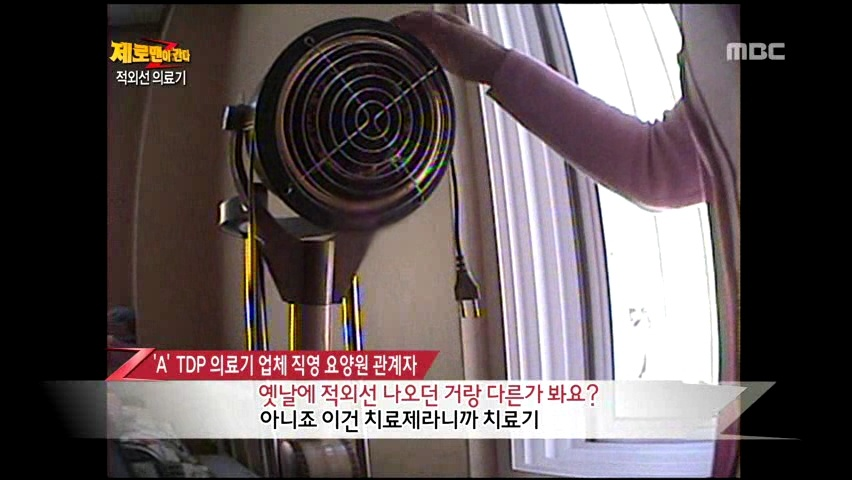 제로맨이 간다
적외선 의료기
MBC
'A' TDP 의료기 업체 직영 요양원 관계자
옛날에 적외선 나오던 거랑 다른가 봐요?
아니죠 이건 치료제라니까 치료기